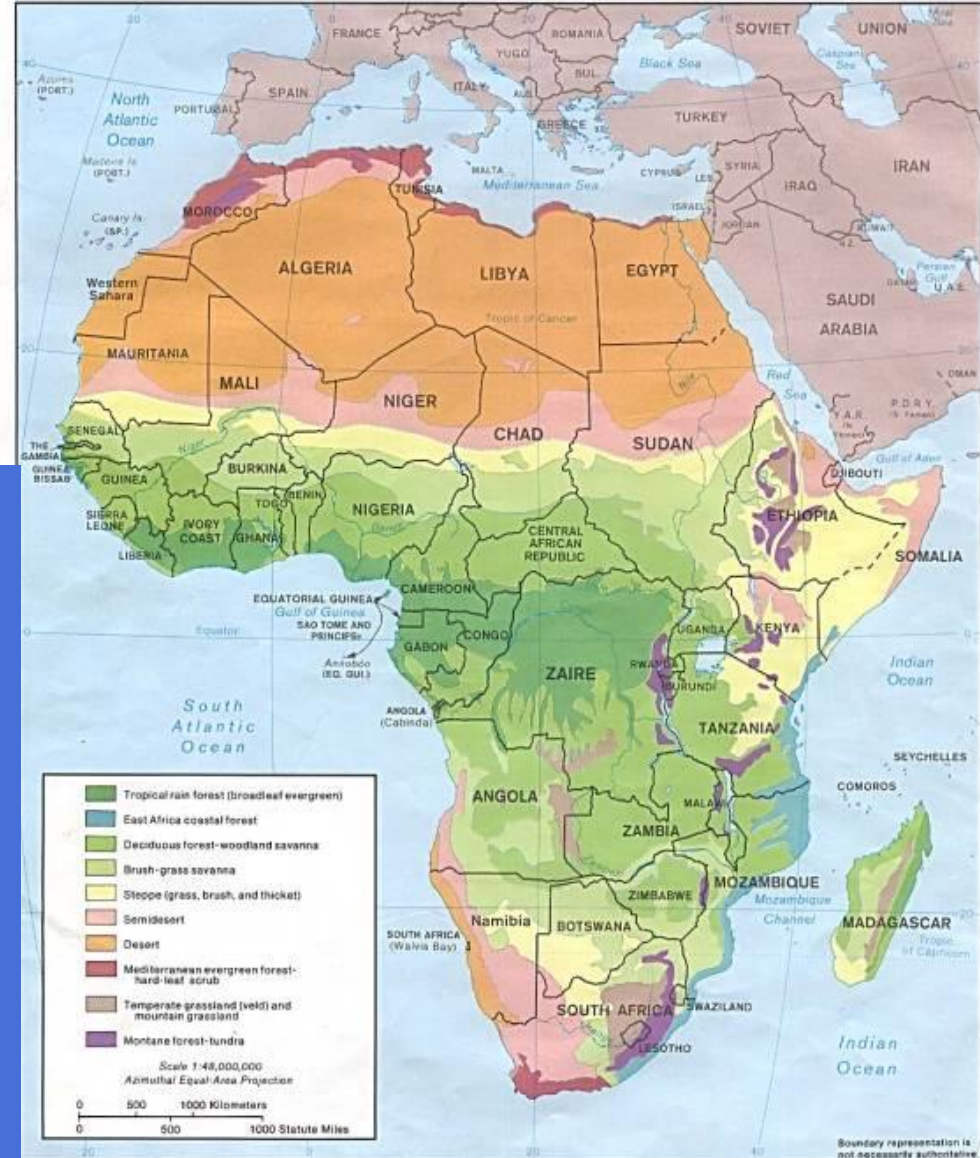 FRANCE
ROMANIA
SOVIET UNION
YUGO
BUL.
Black Sea
Caspian Sea
Azores (PORT.)
North Atlantic Ocean
PORTUGAL
SPAIN
ITALY
ALB.
GREECE
TURKEY
Madeira Is. (PORT.)
MALTA
Mediterranean Sea
CYPRUS
LEB.
SYRIA
IRAQ
IRAN
ISRAEL
JORDAN
KUWAIT
N.Z.
Canary Is. (SP.)
MOROCCO
TUNISIA
Persian Gulf
QATAR
U.A.E.
ALGERIA
LIBYA
EGYPT
Western Sahara
SAUDI ARABIA
Tropic of Cancer
MAURITANIA
MALI
NIGER
CHAD
SUDAN
Nile
Red Sea
OMAN
Y.A.R.
P.D.R.Y.
Gulf of Aden
SENEGAL
THE GAMBIA
GUINEA BISSAU
GUINEA
BURKINA
Niger
BENIN
TOGO
NIGERIA
DJIBOUTI
ETHIOPIA
SIERRA LEONE
IVORY COAST
GHANA
LIBERIA
CENTRAL AFRICAN REPUBLIC
SOMALIA
CAMEROON
EQUATORIAL GUINEA
Gulf of Guinea
SAO TOME AND PRINCIPE
Equator
GABON
CONGO
UGANDA
KENYA
RWANDA
BURUNDI
ZAIRE
Annobon (EQ. GUI.)
Indian Ocean
ANGOLA (Cabinda)
TANZANIA
South Atlantic Ocean
SEYCHELLES
COMOROS
ANGOLA
MALAWI
ZAMBIA
MOZAMBIQUE
ZIMBABWE
Mozambique Channel
Namibia
BOTSWANA
MADAGASCAR
SOUTH AFRICA (Walvis Bay)
Tropic of Capricorn
SOUTH AFRICA
SWAZILAND
LESOTHO
Indian Ocean
Tropical rain forest (broadleaf evergreen)
East Africa coastal forest
Deciduous forest-woodland savanna
Brush-grass savanna
Steppe (grass, brush, and thicket)
Semidesert
Desert
Mediterranean evergreen forest-
hard-leaf scrub
Temperate grassland (veld) and
mountain grassland
Montane forest-tundra
Scale 1:48,000,000
Azimuthal Equal-Area Projection
0 500 1000 Kilometers
0 500 1000 Statute Miles
Boundary representation is
not necessarily authoritative